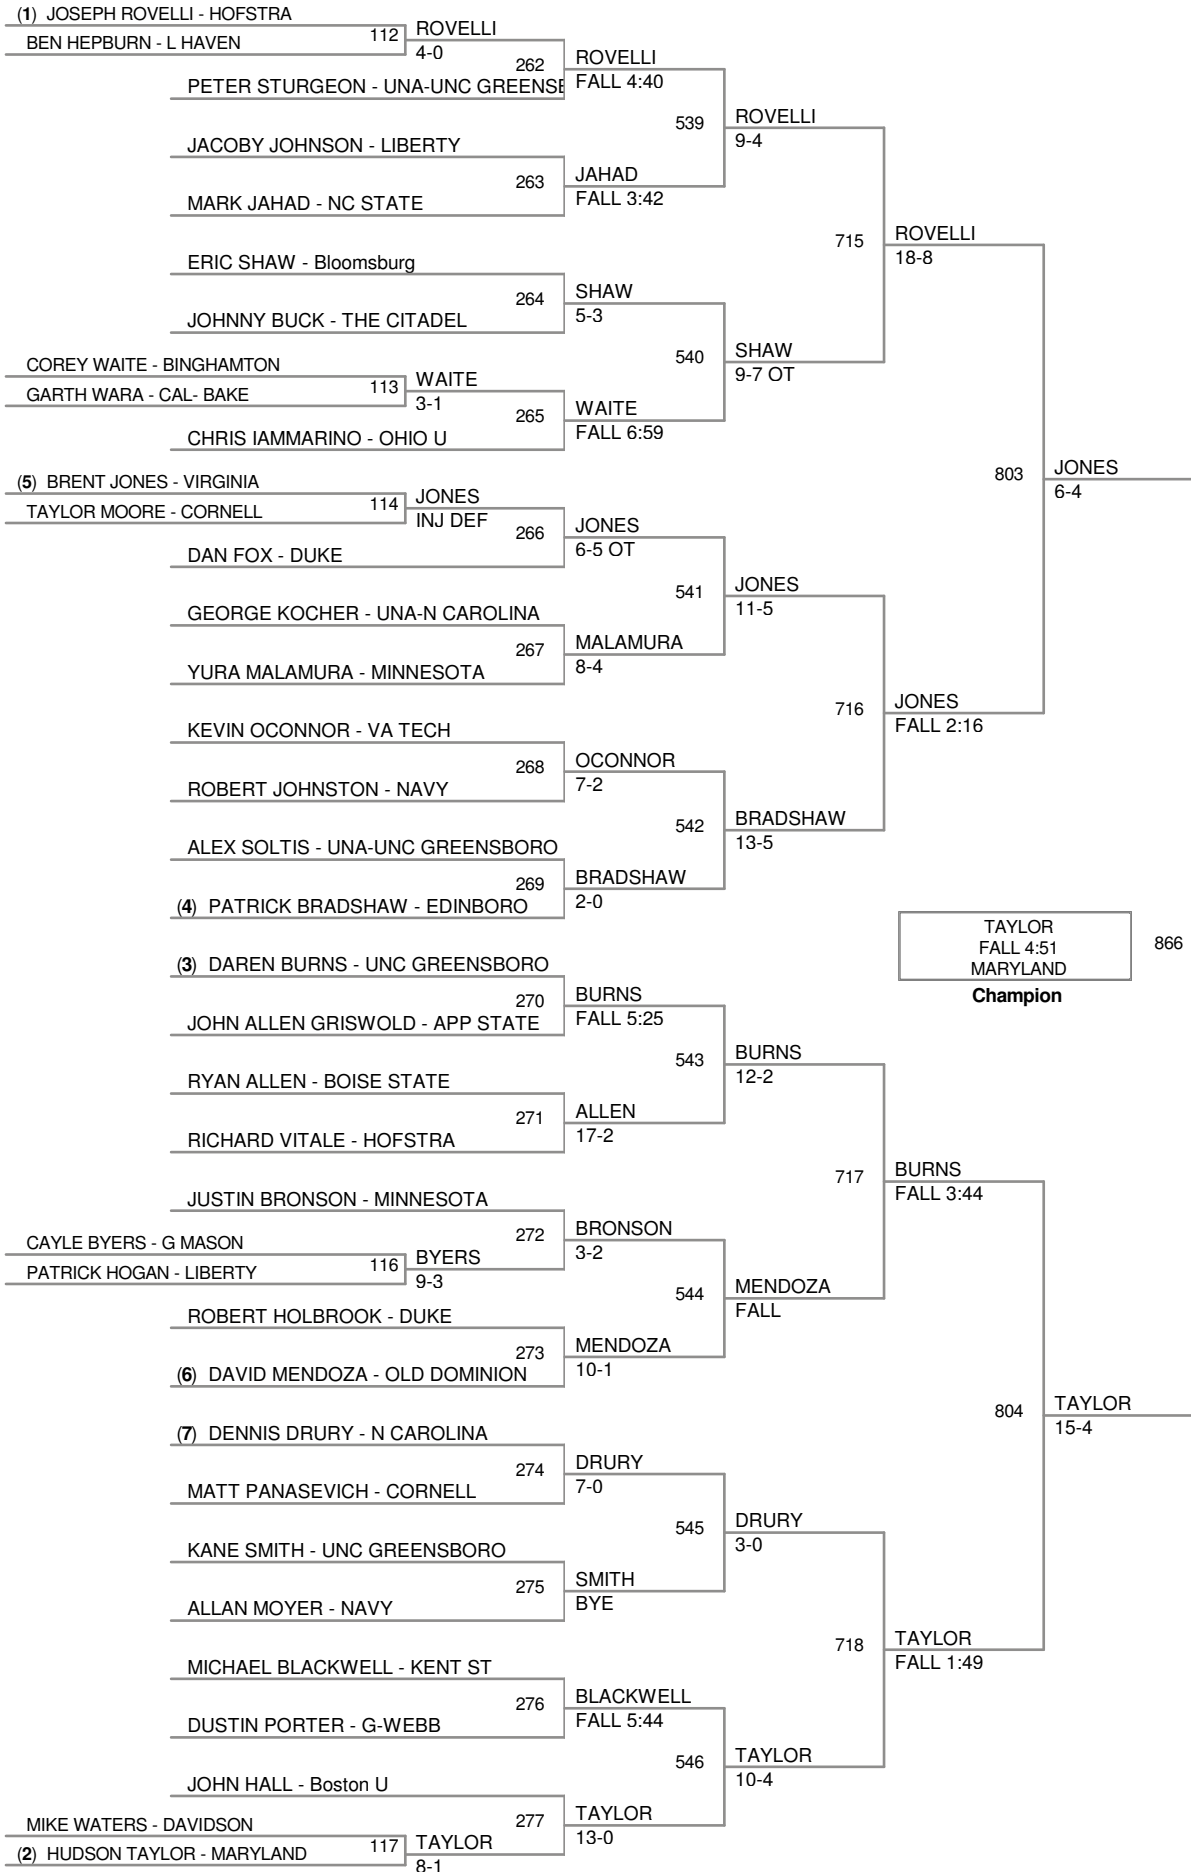 (1) JOSEPH ROVELLI - HOFSTRA
BEN HEPBURN - L HAVEN
112
ROVELLI
4-0
PETER STURGEON - UNA-UNC GREENSB
262
ROVELLI
FALL 4:40
JACOBY JOHNSON - LIBERTY
MARK JAHAD - NC STATE
263
JAHAD
FALL 3:42
539
ROVELLI
9-4
ERIC SHAW - Bloomsburg
JOHNNY BUCK - THE CITADEL
264
SHAW
5-3
COREY WAITE - BINGHAMTON
GARTH WARA - CAL- BAKE
113
WAITE
3-1
CHRIS IAMMARINO - OHIO U
265
WAITE
FALL 6:59
540
SHAW
9-7 OT
715
ROVELLI
18-8
(5) BRENT JONES - VIRGINIA
TAYLOR MOORE - CORNELL
114
JONES
INJ DEF
DAN FOX - DUKE
266
JONES
6-5 OT
GEORGE KOCHER - UNA-N CAROLINA
YURA MALAMURA - MINNESOTA
267
MALAMURA
8-4
541
JONES
11-5
KEVIN OCONNOR - VA TECH
ROBERT JOHNSTON - NAVY
268
OCONNOR
7-2
ALEX SOLTIS - UNA-UNC GREENSBORO
(4) PATRICK BRADSHAW - EDINBORO
269
BRADSHAW
2-0
542
BRADSHAW
13-5
716
JONES
FALL 2:16
803
JONES
6-4
TAYLOR
FALL 4:51
MARYLAND
866
Champion
(3) DAREN BURNS - UNC GREENSBORO
JOHN ALLEN GRISWOLD - APP STATE
270
BURNS
FALL 5:25
RYAN ALLEN - BOISE STATE
RICHARD VITALE - HOFSTRA
271
ALLEN
17-2
543
BURNS
12-2
JUSTIN BRONSON - MINNESOTA
CAYLE BYERS - G MASON
PATRICK HOGAN - LIBERTY
116
BYERS
9-3
272
BRONSON
3-2
ROBERT HOLBROOK - DUKE
(6) DAVID MENDOZA - OLD DOMINION
273
MENDOZA
10-1
544
MENDOZA
FALL
717
BURNS
FALL 3:44
(7) DENNIS DRURY - N CAROLINA
MATT PANASEVICH - CORNELL
274
DRURY
7-0
KANE SMITH - UNC GREENSBORO
ALLAN MOYER - NAVY
275
SMITH
BYE
545
DRURY
3-0
MICHAEL BLACKWELL - KENT ST
DUSTIN PORTER - G-WEBB
276
BLACKWELL
FALL 5:44
JOHN HALL - Boston U
MIKE WATERS - DAVIDSON
(2) HUDSON TAYLOR - MARYLAND
117
TAYLOR
8-1
277
TAYLOR
13-0
546
TAYLOR
10-4
718
TAYLOR
FALL 1:49
804
TAYLOR
15-4